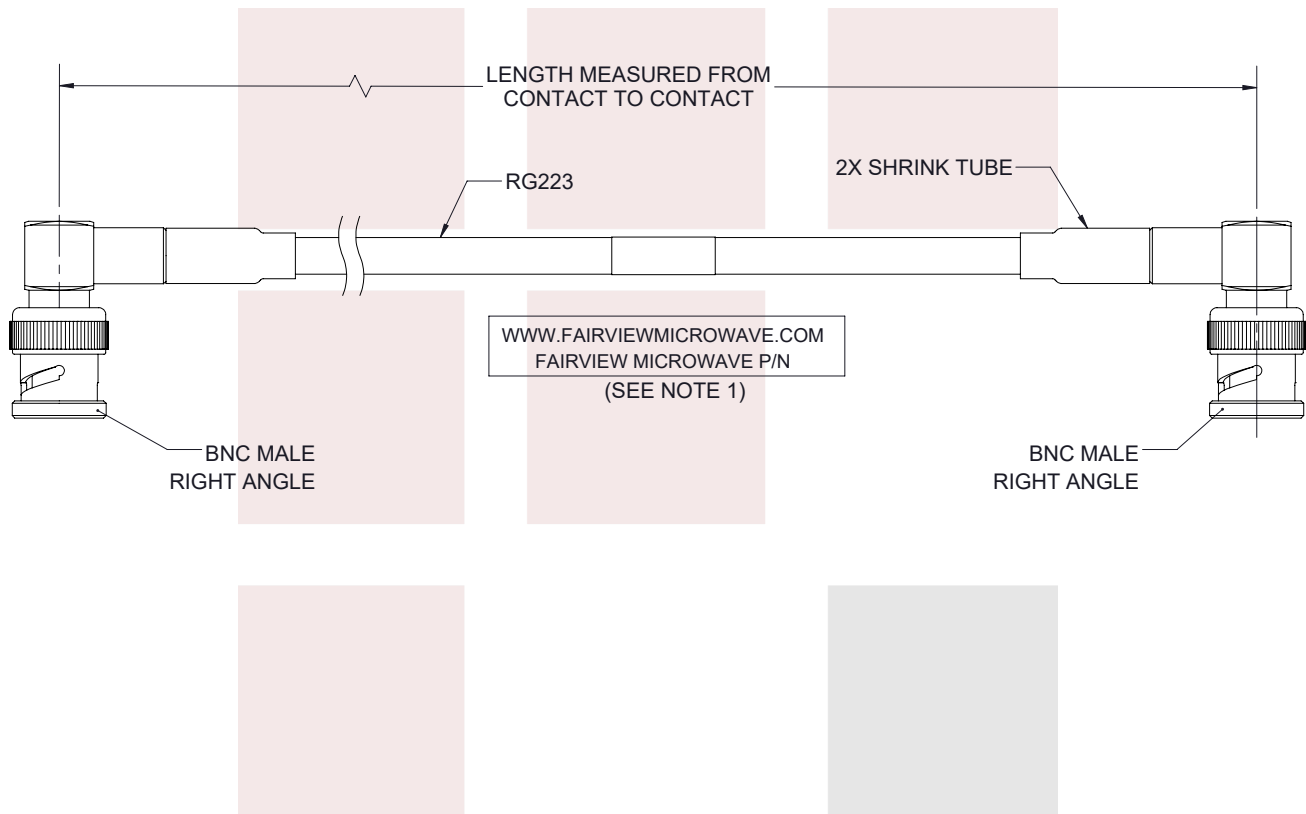 LENGTH MEASURED FROM
CONTACT TO CONTACT
2X SHRINK TUBE
RG223
WWW.FAIRVIEWMICROWAVE.COM
FAIRVIEW MICROWAVE P/N
(SEE NOTE 1)
BNC MALE
RIGHT ANGLE
BNC MALE
RIGHT ANGLE